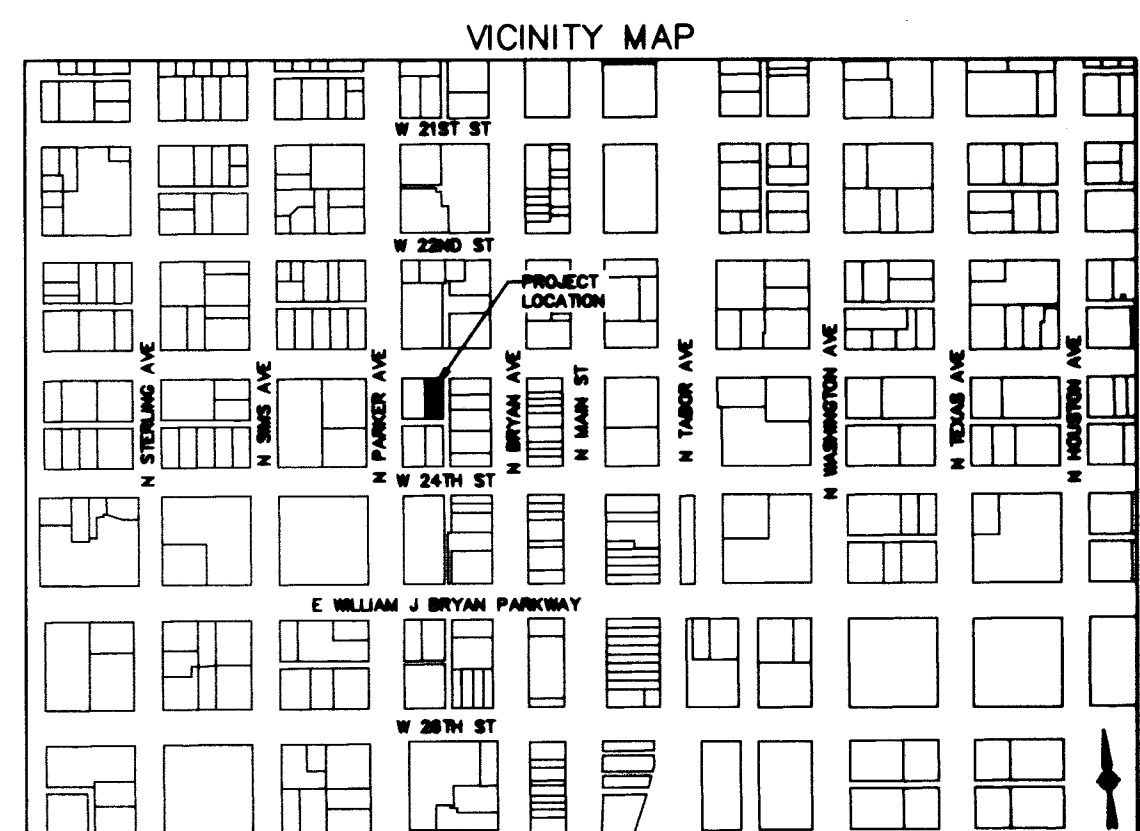 VICINITY MAP
W 21ST ST
W 22ND ST
PROJECT
LOCATION
N STERLING AVE
N SIMS AVE
N PARKER AVE
N BRYAN AVE
N MAIN ST
N TABOR AVE
N WASHINGTON AVE
N TEXAS AVE
N HOUSTON AVE
W 24TH ST
E WILLIAM J BRYAN PARKWAY
W 26TH ST